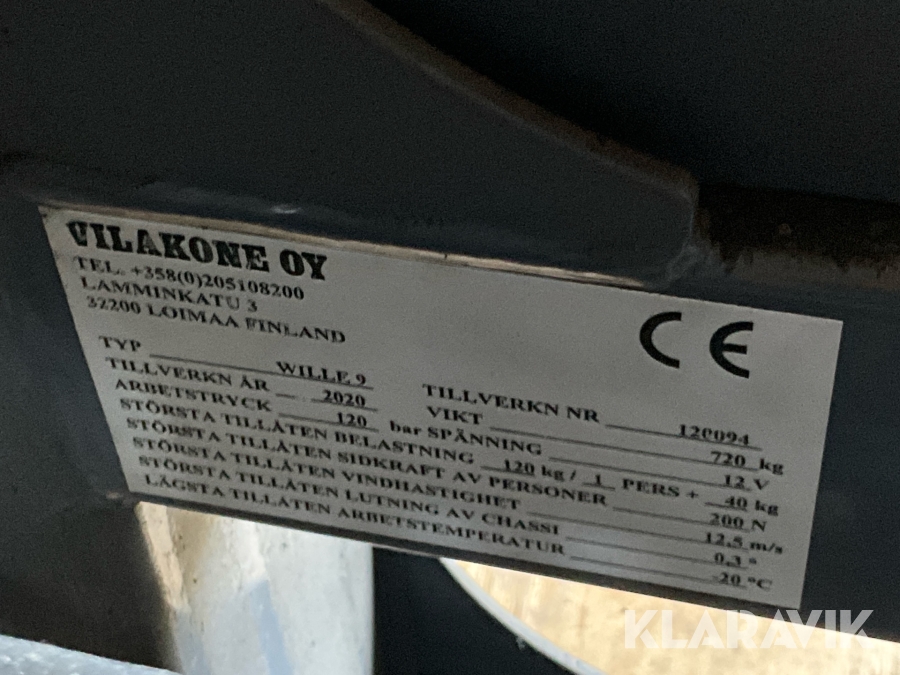 VILAKONE OY
TEL. +358(0)205108200
LAMMINKATU 3
32200 LOIMAA FINLAND
CE
TYP WILLE 9
TILLVERKN ÅR 2020 TILLVERKN NR 120094
ARBETSTRYCK 120 bar VIKT 720 kg
SPÄNNING 12 V
STÖRSTA TILLÅTEN BELASTNING 120 kg / 1 PERS + 40 kg
STÖRSTA TILLÅTEN SIDKRAFT AV PERSONER 200 N
STÖRSTA TILLÅTEN VINDHASTIGHET 12,5 m/s
STÖRSTA TILLÅTEN LUTNING AV CHASSI 0,3 °
LÄGSTA TILLÅTEN ARBETSTEMPERATUR -20 °C
KLARAVIK